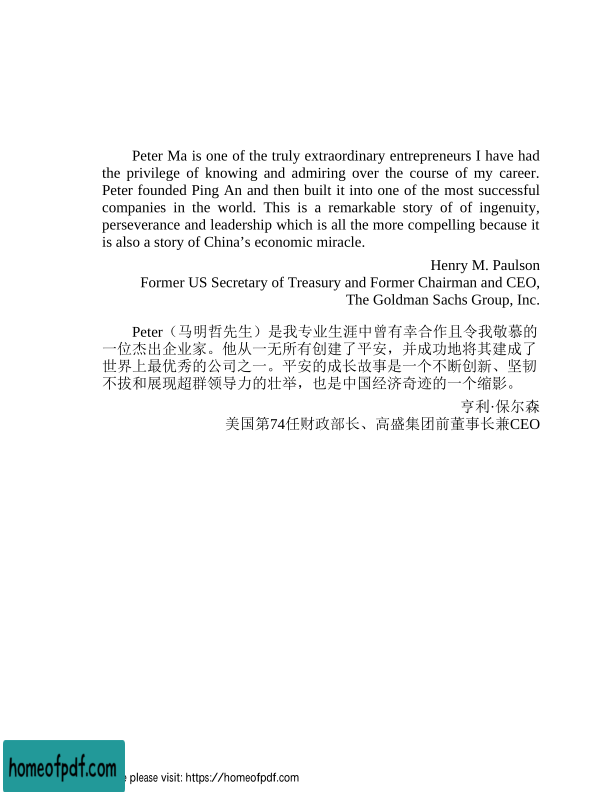 Peter Ma is one of the truly extraordinary entrepreneurs I have had
the privilege of knowing and admiring over the course of my career.
Peter founded Ping An and then built it into one of the most successful
companies in the world. This is a remarkable story of of ingenuity,
perseverance and leadership which is all the more compelling because it
is also a story of China’s economic miracle.
Henry M. Paulson
Former US Secretary of Treasury and Former Chairman and CEO,
The Goldman Sachs Group, Inc.
Peter（马明哲先生）是我专业生涯中曾有幸合作且令我敬慕的
一位杰出企业家。他从一无所有创建了平安，并成功地将其建成了
世界上最优秀的公司之一。平安的成长故事是一个不断创新、坚韧
不拔和展现超群领导力的壮举，也是中国经济奇迹的一个缩影。
亨利·保尔森
美国第74任财政部长、高盛集团前董事长兼CEO
homeofpdf.com
please visit: https://homeofpdf.com